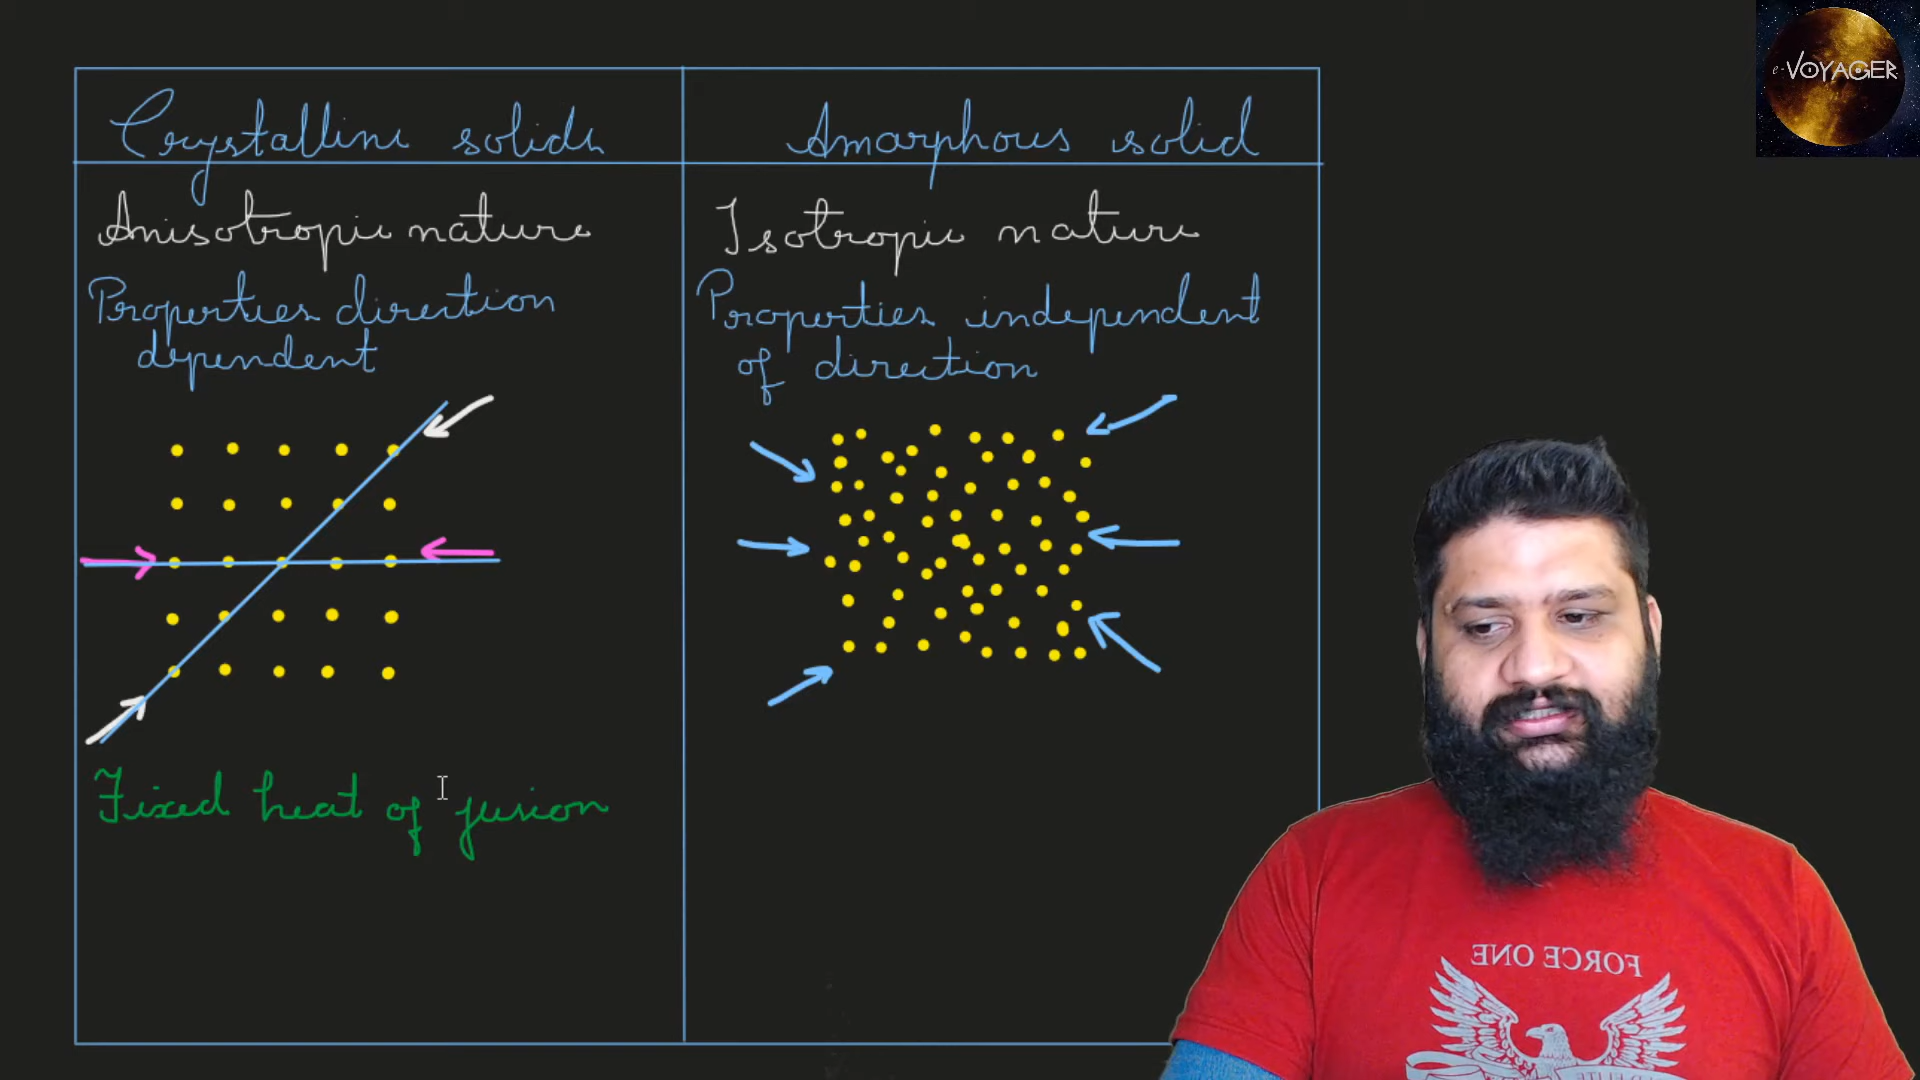 Crystalline solids
Amorphous solid
Anisotropic nature
Properties direction
dependent
Fixed heat of fusion
Isotropic nature
Properties independent
of direction
e-VOYAGER
FORCE ONE